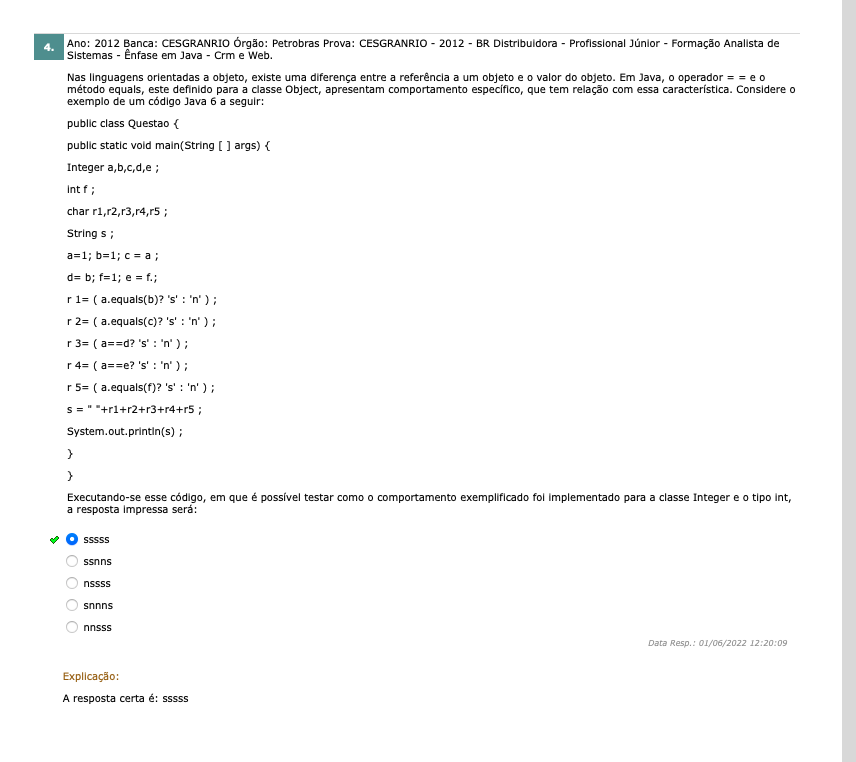 4.
Ano: 2012 Banca: CESGRANRIO Órgão: Petrobras Prova: CESGRANRIO - 2012 - BR Distribuidora - Profissional Júnior - Formação Analista de
Sistemas - Ênfase em Java - Crm e Web.
Nas linguagens orientadas a objeto, existe uma diferença entre a referência a um objeto e o valor do objeto. Em Java, o operador = = e o
método equals, este definido para a classe Object, apresentam comportamento específico, que tem relação com essa característica. Considere o
exemplo de um código Java 6 a seguir:
public class Questao {
public static void main(String [ ] args) {
Integer a,b,c,d,e ;
int f ;
char r1,r2,r3,r4,r5 ;
String s ;
a=1; b=1; c = a ;
d= b; f=1; e = f.;
r 1= ( a.equals(b)? 's' : 'n' ) ;
r 2= ( a.equals(c)? 's' : 'n' ) ;
r 3= ( a==d? 's' : 'n' ) ;
r 4= ( a==e? 's' : 'n' ) ;
r 5= ( a.equals(f)? 's' : 'n' ) ;
s = " "+r1+r2+r3+r4+r5 ;
System.out.println(s) ;
}
}
Executando-se esse código, em que é possível testar como o comportamento exemplificado foi implementado para a classe Integer e o tipo int,
a resposta impressa será:
sssss
ssnns
nssss
snnns
nnsss
Data Resp.: 01/06/2022 12:20:09
Explicação:
A resposta certa é: sssss